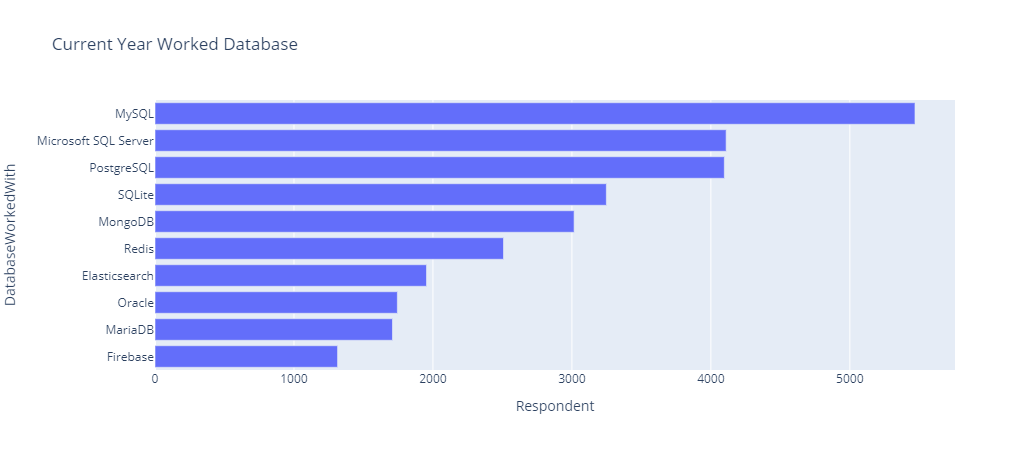 Current Year Worked Database
DatabaseWorkedWith
MySQL
Microsoft SQL Server
PostgreSQL
SQLite
MongoDB
Redis
Elasticsearch
Oracle
MariaDB
Firebase
0 1000 2000 3000 4000 5000
Respondent